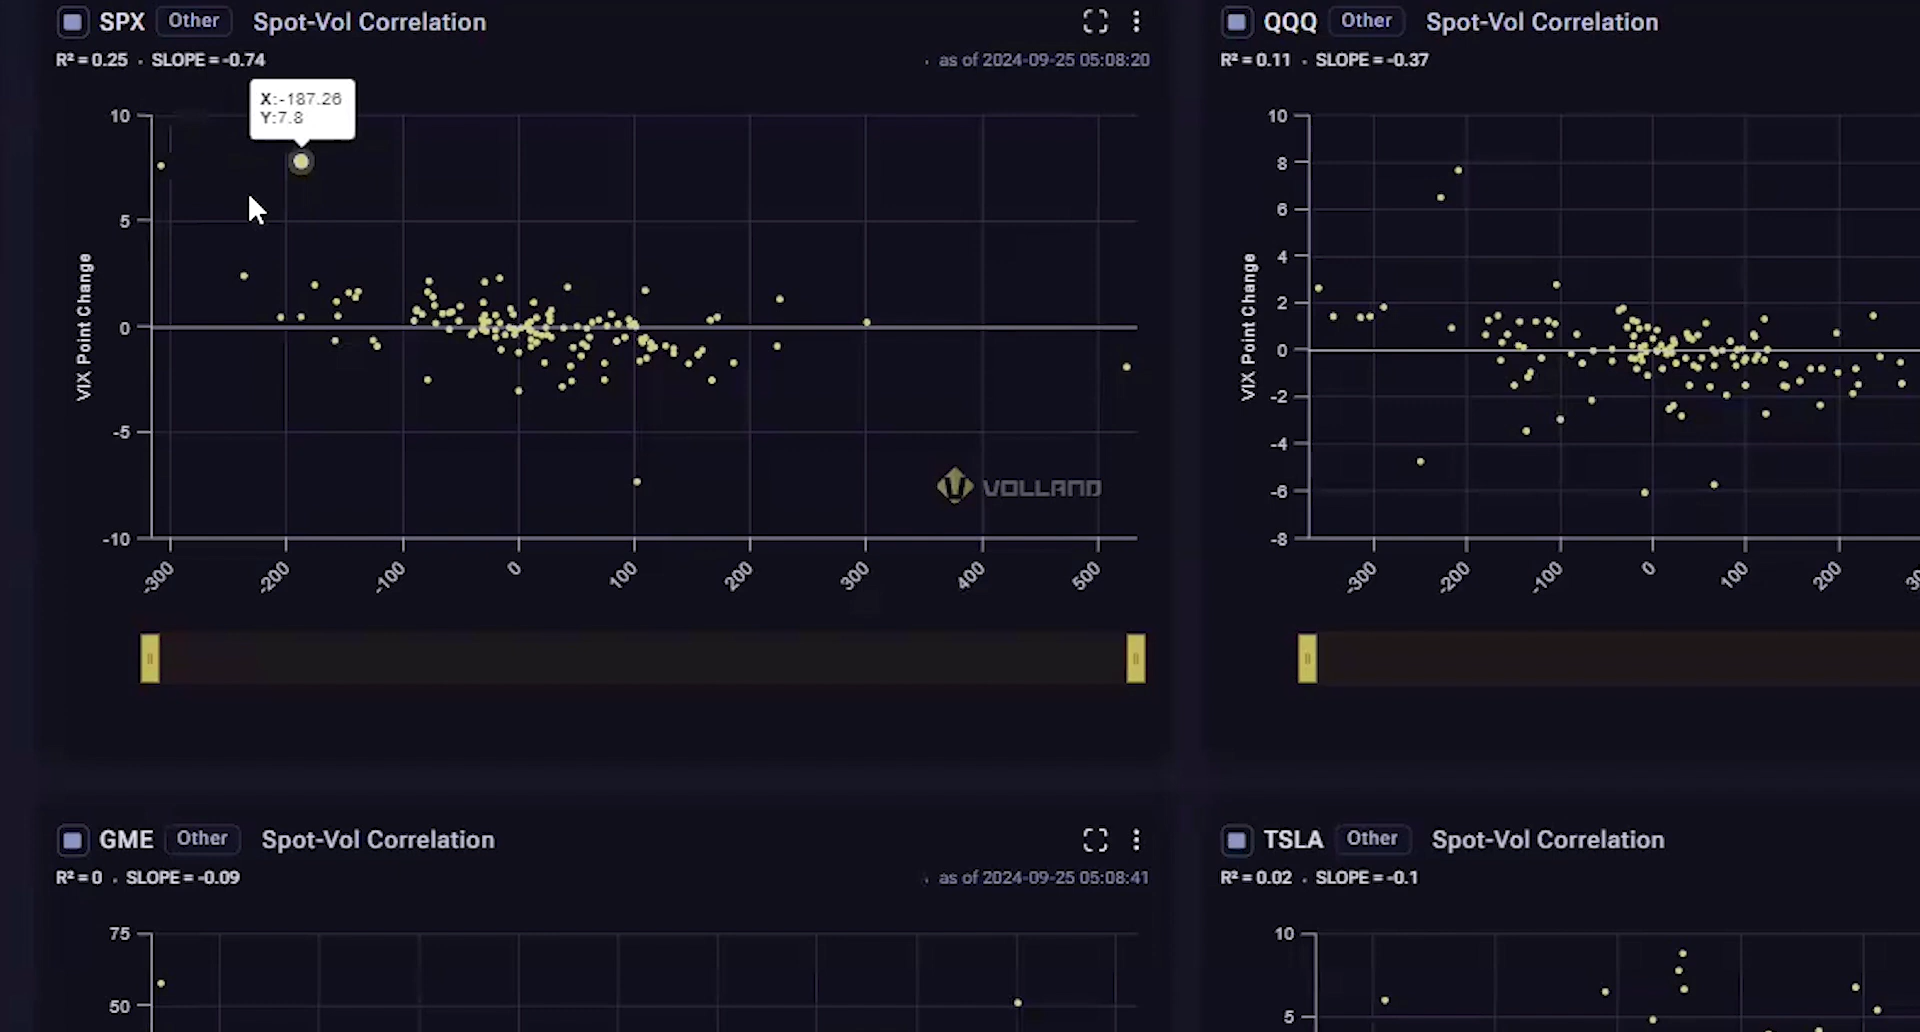 SPX Other Spot-Vol Correlation
R² = 0.25 · SLOPE = -0.74
· as of 2024-09-25 05:08:20
X:-187.26
Y:7.8
10
5
0
-5
-10
VIX Point Change
VOLLAND
-300 -200 -100 0 100 200 300 400 500
QQQ Other Spot-Vol Correlation
R² = 0.11 · SLOPE = -0.37
10
8
6
4
2
0
-2
-4
-6
-8
VIX Point Change
-300 -200 -100 0 100 200
GME Other Spot-Vol Correlation
R² = 0 · SLOPE = -0.09
· as of 2024-09-25 05:08:41
75
50
TSLA Other Spot-Vol Correlation
R² = 0.02 · SLOPE = -0.1
10
5